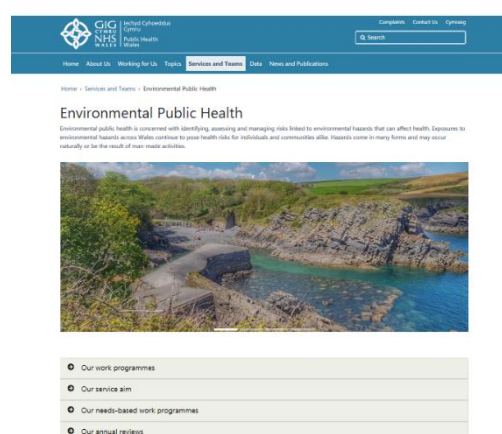 GIG
CYMRU
NHS
WALES
Iechyd Cyhoeddus
Cymru
Public Health
Wales
Complaints Contact Us Cymraeg
Search
Home About Us Working for Us Topics Services and Teams Data News and Publications
Home › Services and Teams › Environmental Public Health
Environmental Public Health
Environmental public health is concerned with identifying, assessing and managing risks linked to environmental hazards that can affect health. Exposures to
environmental hazards across Wales continue to pose health risks for individuals and communities alike. Hazards come in many forms and may occur
naturally or be the result of man made activities.
Our work programmes
Our service aim
Our needs-based work programmes
Our annual reviews